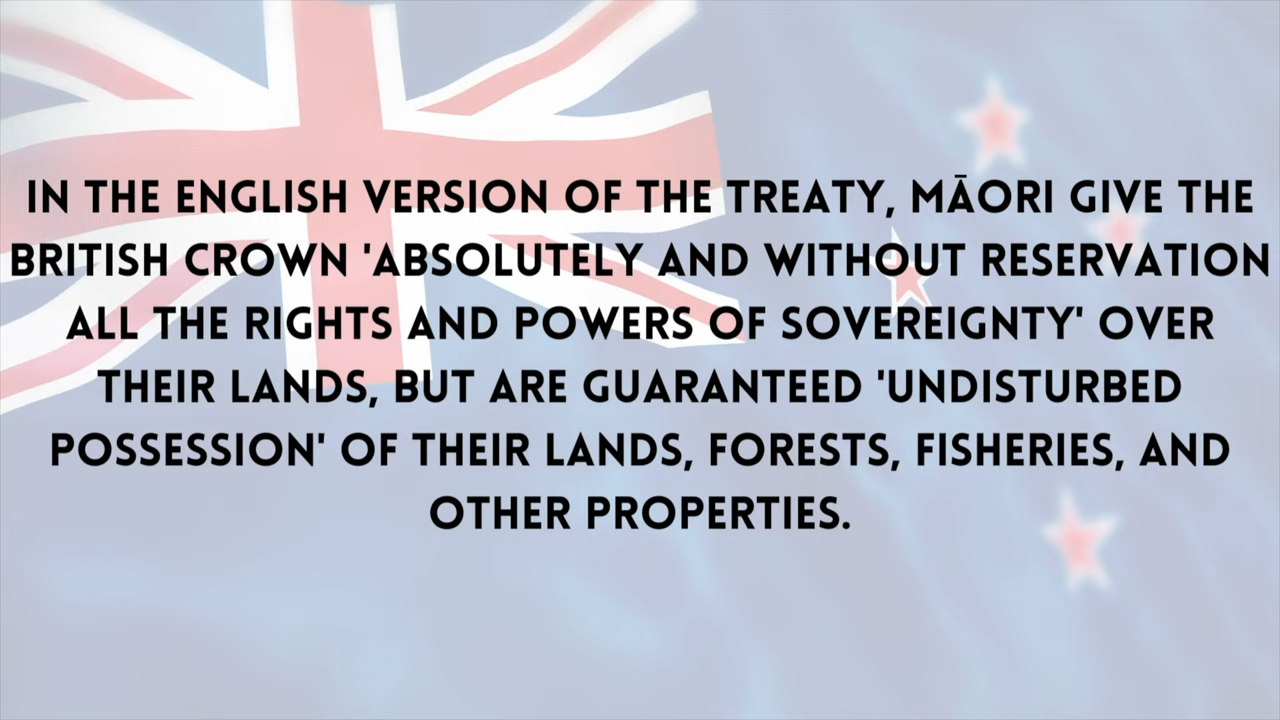 IN THE ENGLISH VERSION OF THE TREATY, MĀORI GIVE THE
BRITISH CROWN 'ABSOLUTELY AND WITHOUT RESERVATION
ALL THE RIGHTS AND POWERS OF SOVEREIGNTY' OVER
THEIR LANDS, BUT ARE GUARANTEED 'UNDISTURBED
POSSESSION' OF THEIR LANDS, FORESTS, FISHERIES, AND
OTHER PROPERTIES.